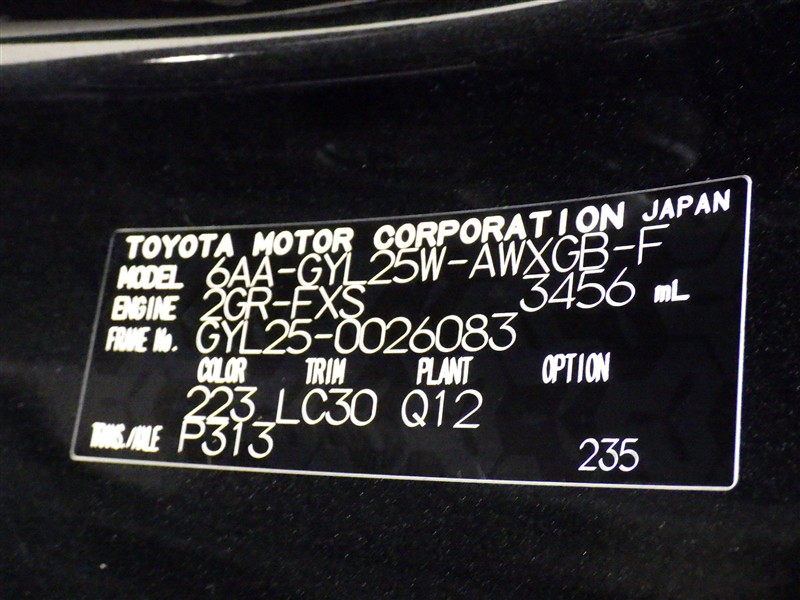 TOYOTA MOTOR CORPORATION JAPAN
MODEL 6AA-GYL25W-AWXGB-F
ENGINE 2GR-FXS 3456 mL
FRAME No. GYL25-0026083
COLOR TRIM PLANT OPTION
223 LC30 Q12
TRANS./AXLE P313 235